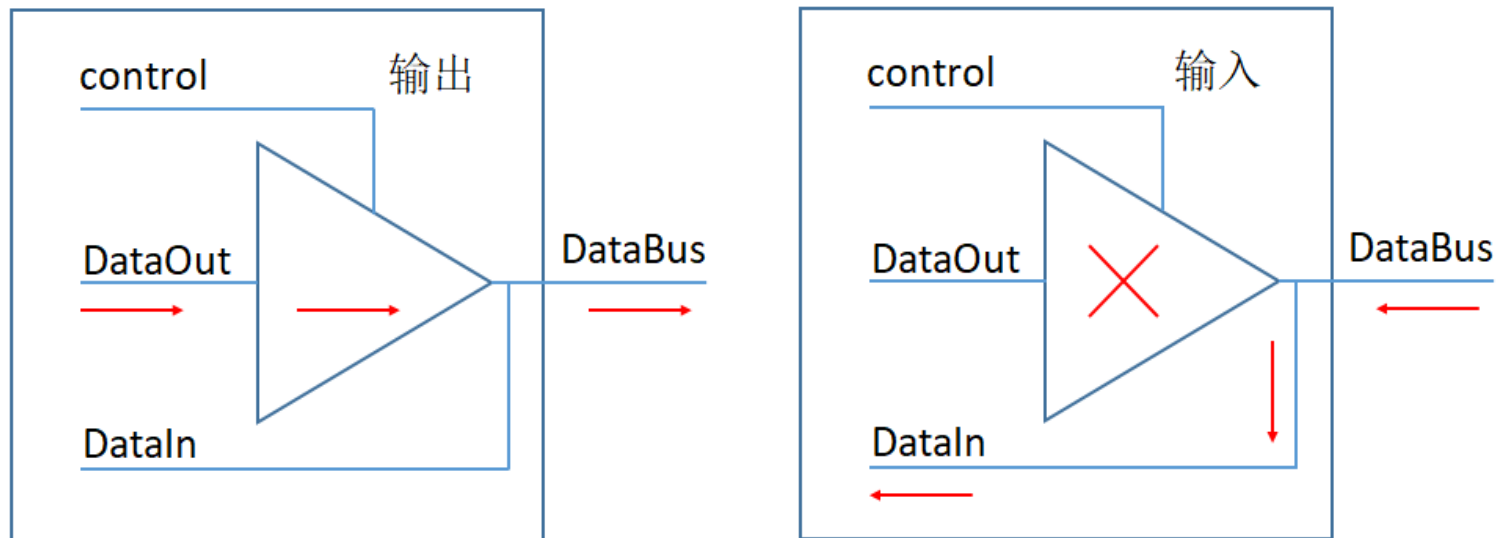 control
输出
DataOut
DataBus
DataIn
control
输入
DataOut
DataBus
DataIn